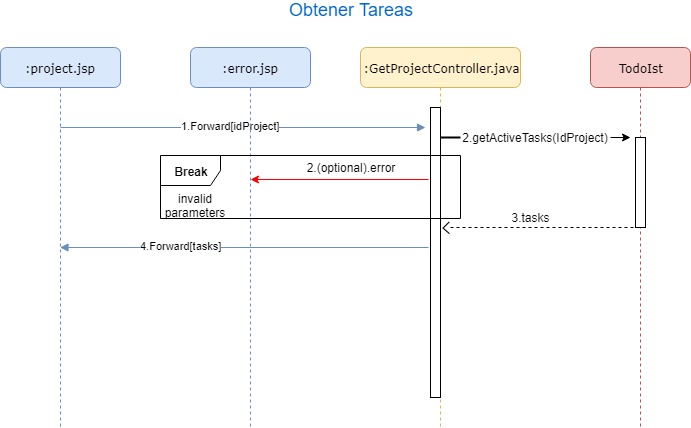 Obtener Tareas
:project.jsp
:error.jsp
:GetProjectController.java
TodoIst
1.Forward[idProject]
2.getActiveTasks(IdProject)
Break
2.(optional).error
invalid
parameters
3.tasks
4.Forward[tasks]